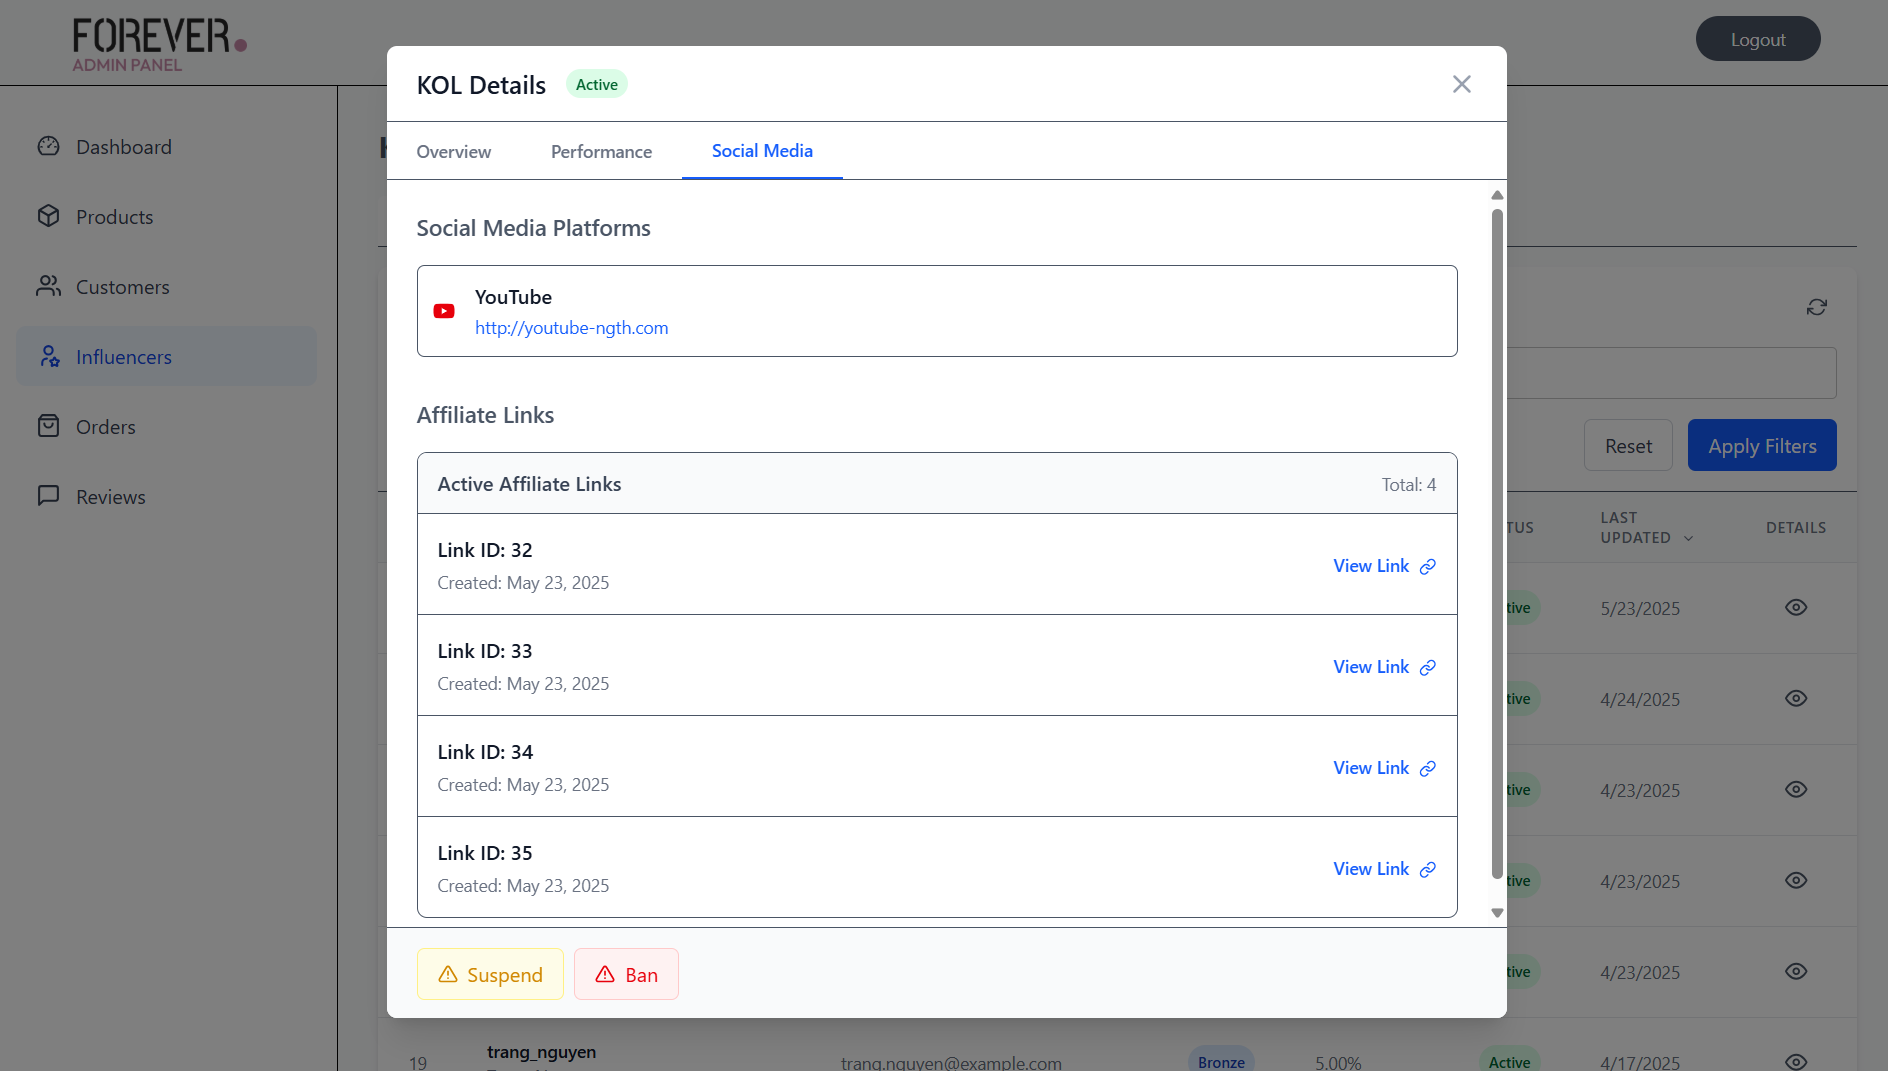 FOREVER.
ADMIN PANEL
Logout
Dashboard
Products
Customers
Influencers
Orders
Reviews
KOL Details
Active
Overview
Performance
Social Media
Social Media Platforms
YouTube
http://youtube-ngth.com
Affiliate Links
Active Affiliate Links
Total: 4
Link ID: 32
Created: May 23, 2025
View Link
Link ID: 33
Created: May 23, 2025
View Link
Link ID: 34
Created: May 23, 2025
View Link
Link ID: 35
Created: May 23, 2025
View Link
Suspend
Ban
Reset
Apply Filters
TUS
LAST
UPDATED
DETAILS
tive
5/23/2025
tive
4/24/2025
tive
4/23/2025
tive
4/23/2025
tive
4/23/2025
19
trang_nguyen
trang.nguyen@example.com
Bronze
5.00%
Active
4/17/2025